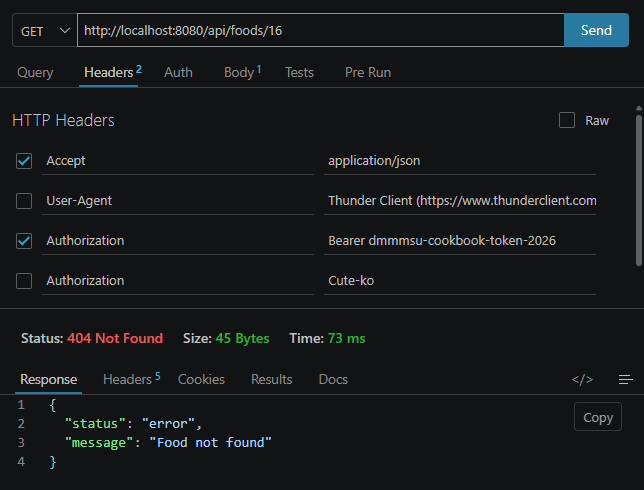 GET http://localhost:8080/api/foods/16 Send
Query Headers 2 Auth Body 1 Tests Pre Run
HTTP Headers Raw
Accept application/json
User-Agent Thunder Client (https://www.thunderclient.com
Authorization Bearer dmmmsu-cookbook-token-2026
Authorization Cute-ko
Status: 404 Not Found Size: 45 Bytes Time: 73 ms
Response Headers 5 Cookies Results Docs </>
1 {
2 "status": "error",
3 "message": "Food not found"
4 }
Copy